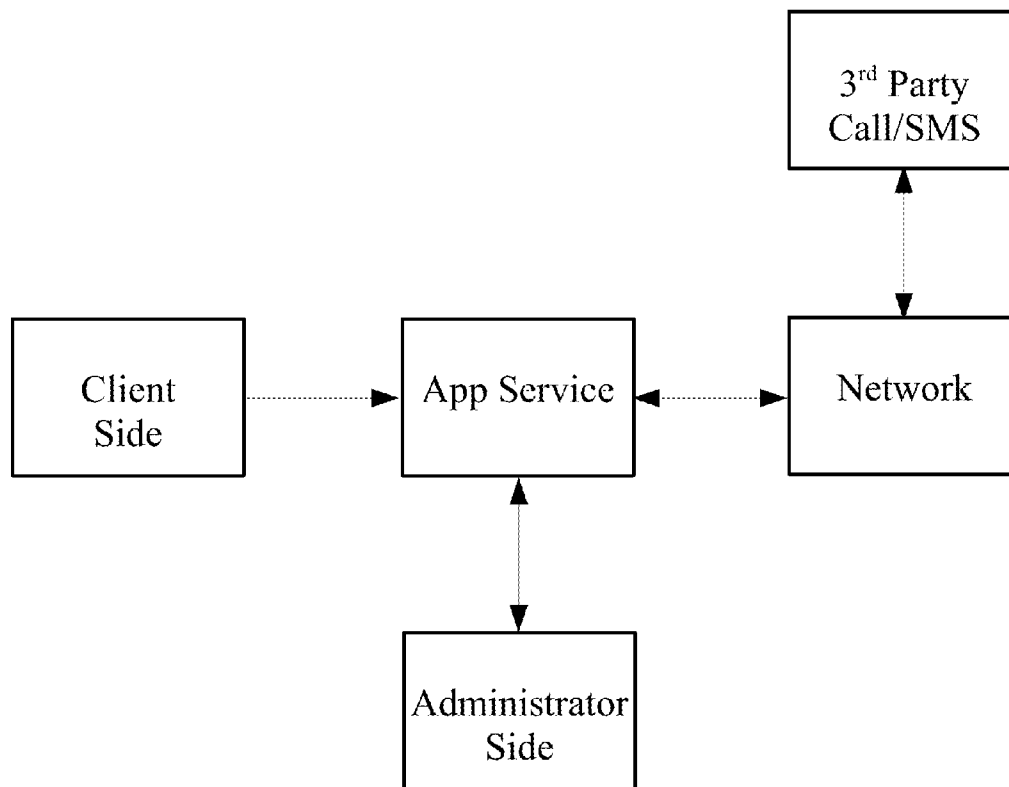 3rd Party
Call/SMS
Client
Side
App Service
Network
Administrator
Side